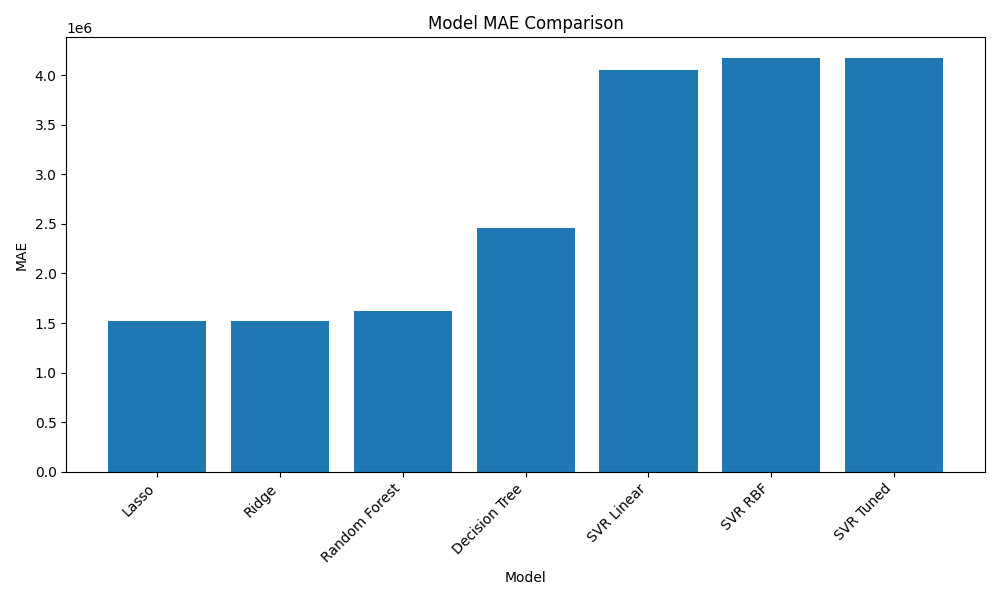 Model MAE Comparison
1e6
4.0
3.5
3.0
2.5
2.0
1.5
1.0
0.5
0.0
MAE
Lasso
Ridge
Random Forest
Decision Tree
SVR Linear
SVR RBF
SVR Tuned
Model